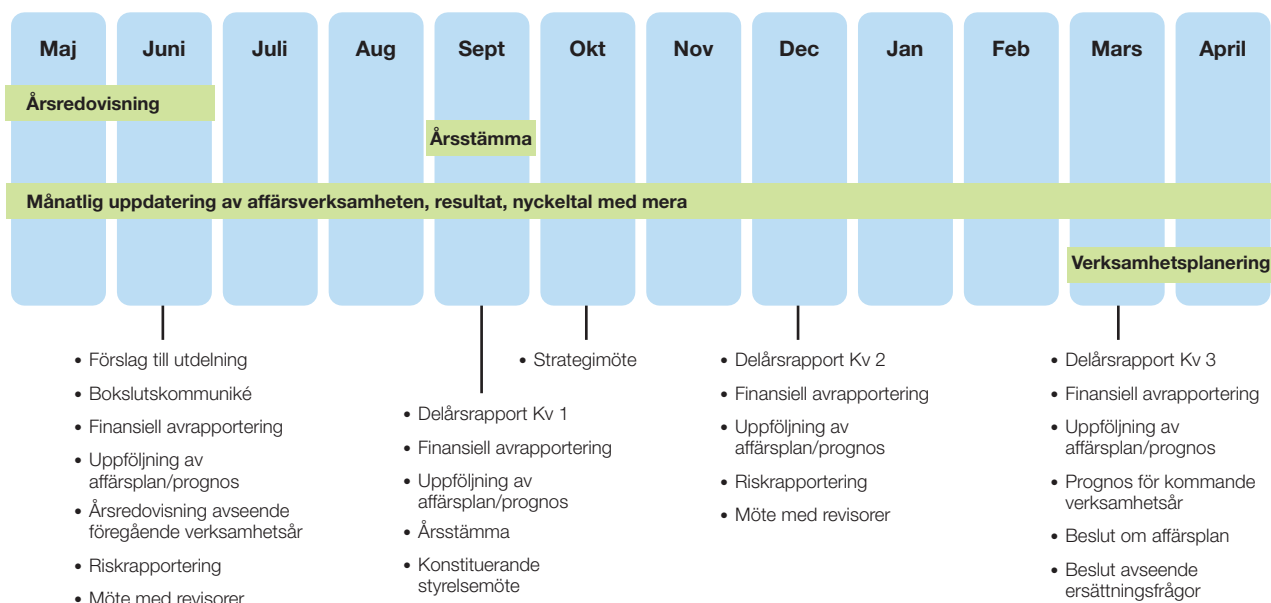 Maj Juni Juli Aug Sept Okt Nov Dec Jan Feb Mars April
Årsredovisning
Årsstämma
Månatlig uppdatering av affärsverksamheten, resultat, nyckeltal med mera
Verksamhetsplanering
• Förslag till utdelning
• Bokslutskommuniké
• Finansiell avrapportering
• Uppföljning av
affärsplan/prognos
• Årsredovisning avseende
föregående verksamhetsår
• Riskrapportering
• Möte med revisorer
• Delårsrapport Kv 1
• Finansiell avrapportering
• Uppföljning av
affärsplan/prognos
• Årsstämma
• Konstituerande
styrelsemöte
• Strategimöte
• Delårsrapport Kv 2
• Finansiell avrapportering
• Uppföljning av
affärsplan/prognos
• Riskrapportering
• Möte med revisorer
• Delårsrapport Kv 3
• Finansiell avrapportering
• Uppföljning av
affärsplan/prognos
• Prognos för kommande
verksamhetsår
• Beslut om affärsplan
• Beslut avseende
ersättningsfrågor